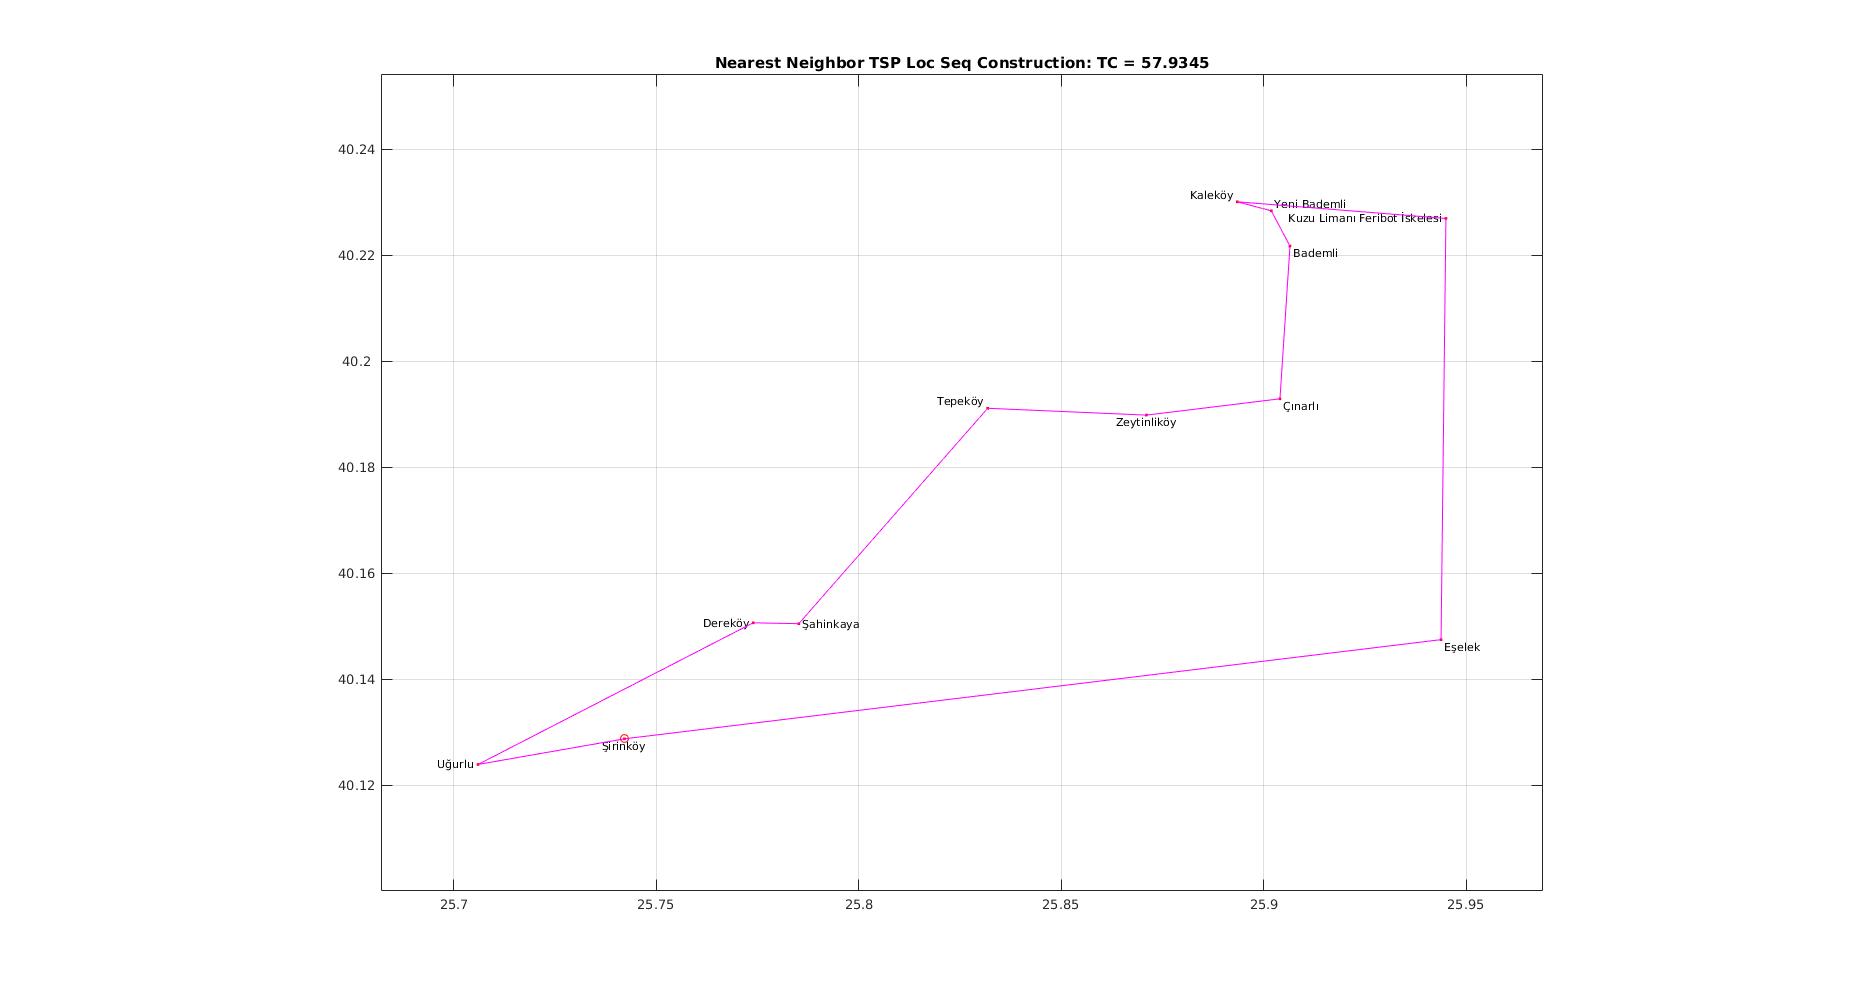 Nearest Neighbor TSP Loc Seq Construction: TC = 57.9345
40.24
Kaleköy
Yeni Bademli
Kuzu Limanı Feribot İskelesi
40.22
Bademli
40.2
Tepeköy
Çınarlı
Zeytinliköy
40.18
40.16
Dereköy
Şahinkaya
Eşelek
40.14
Şirinköy
Uğurlu
40.12
25.7 25.75 25.8 25.85 25.9 25.95